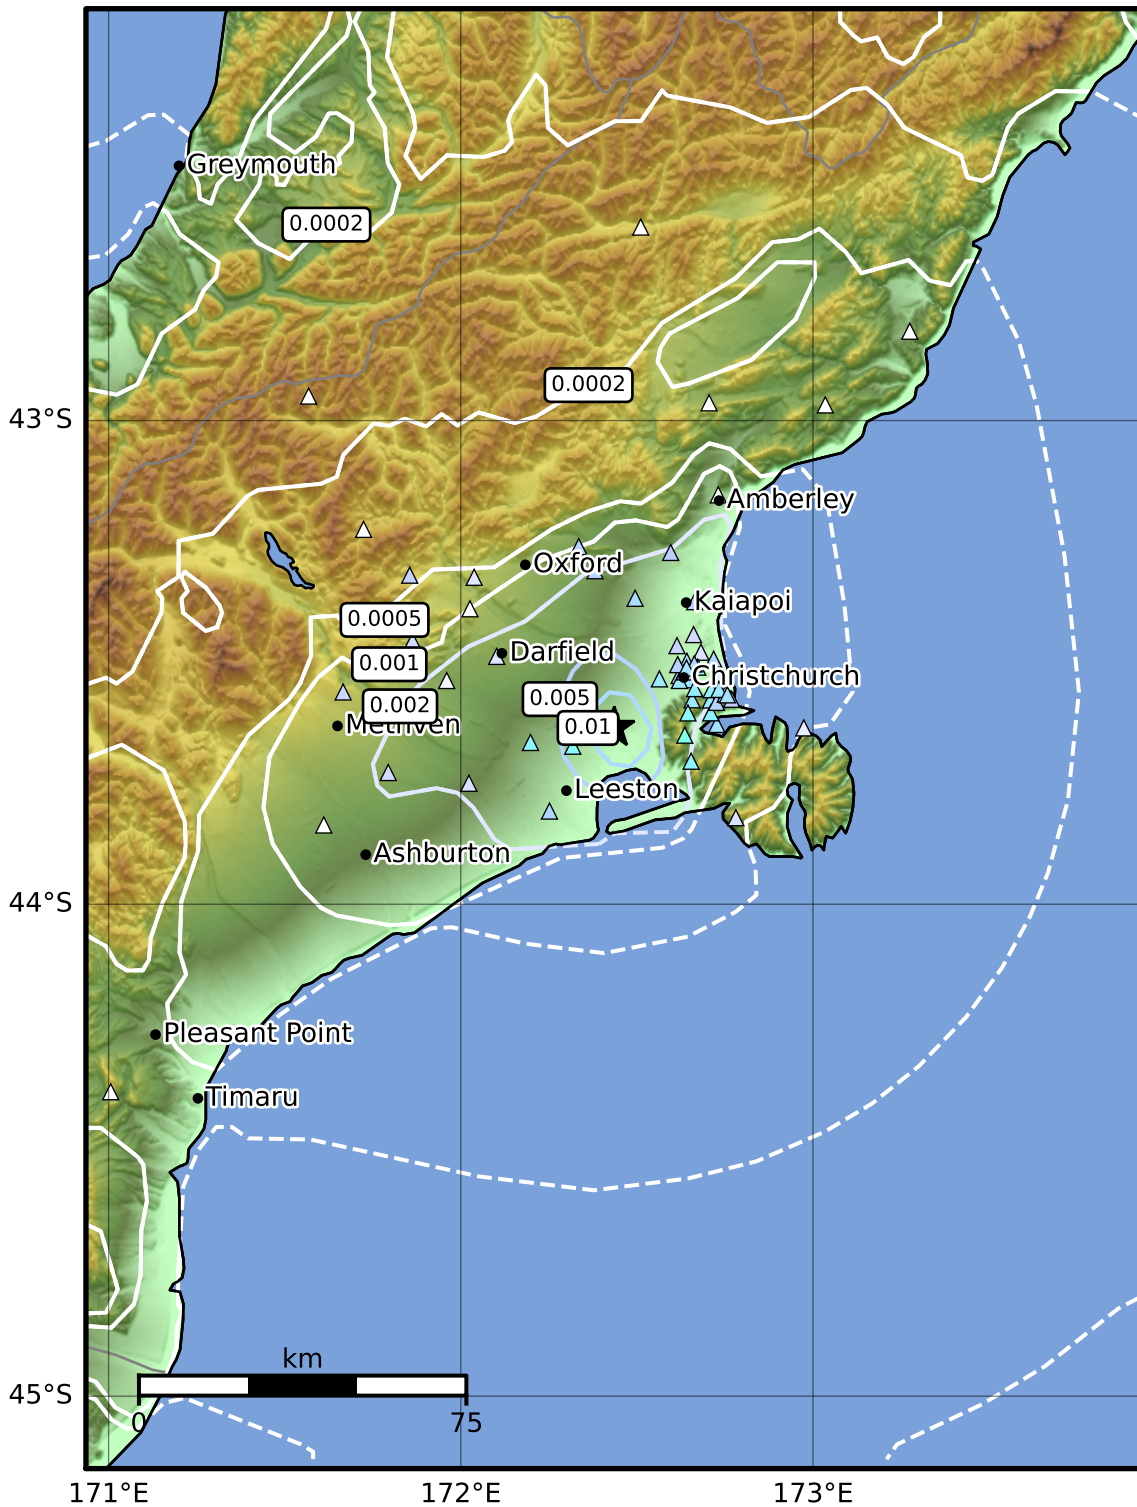 Greymouth
0.0002
0.0002
43°S
Amberley
Oxford
Kaiapoi
0.0005
Darfield
0.001
Christchurch
0.005
0.002
Methven
0.01
Leeston
Ashburton
44°S
Pleasant Point
Timaru
km
45°S
0
75
171°E
172°E
173°E